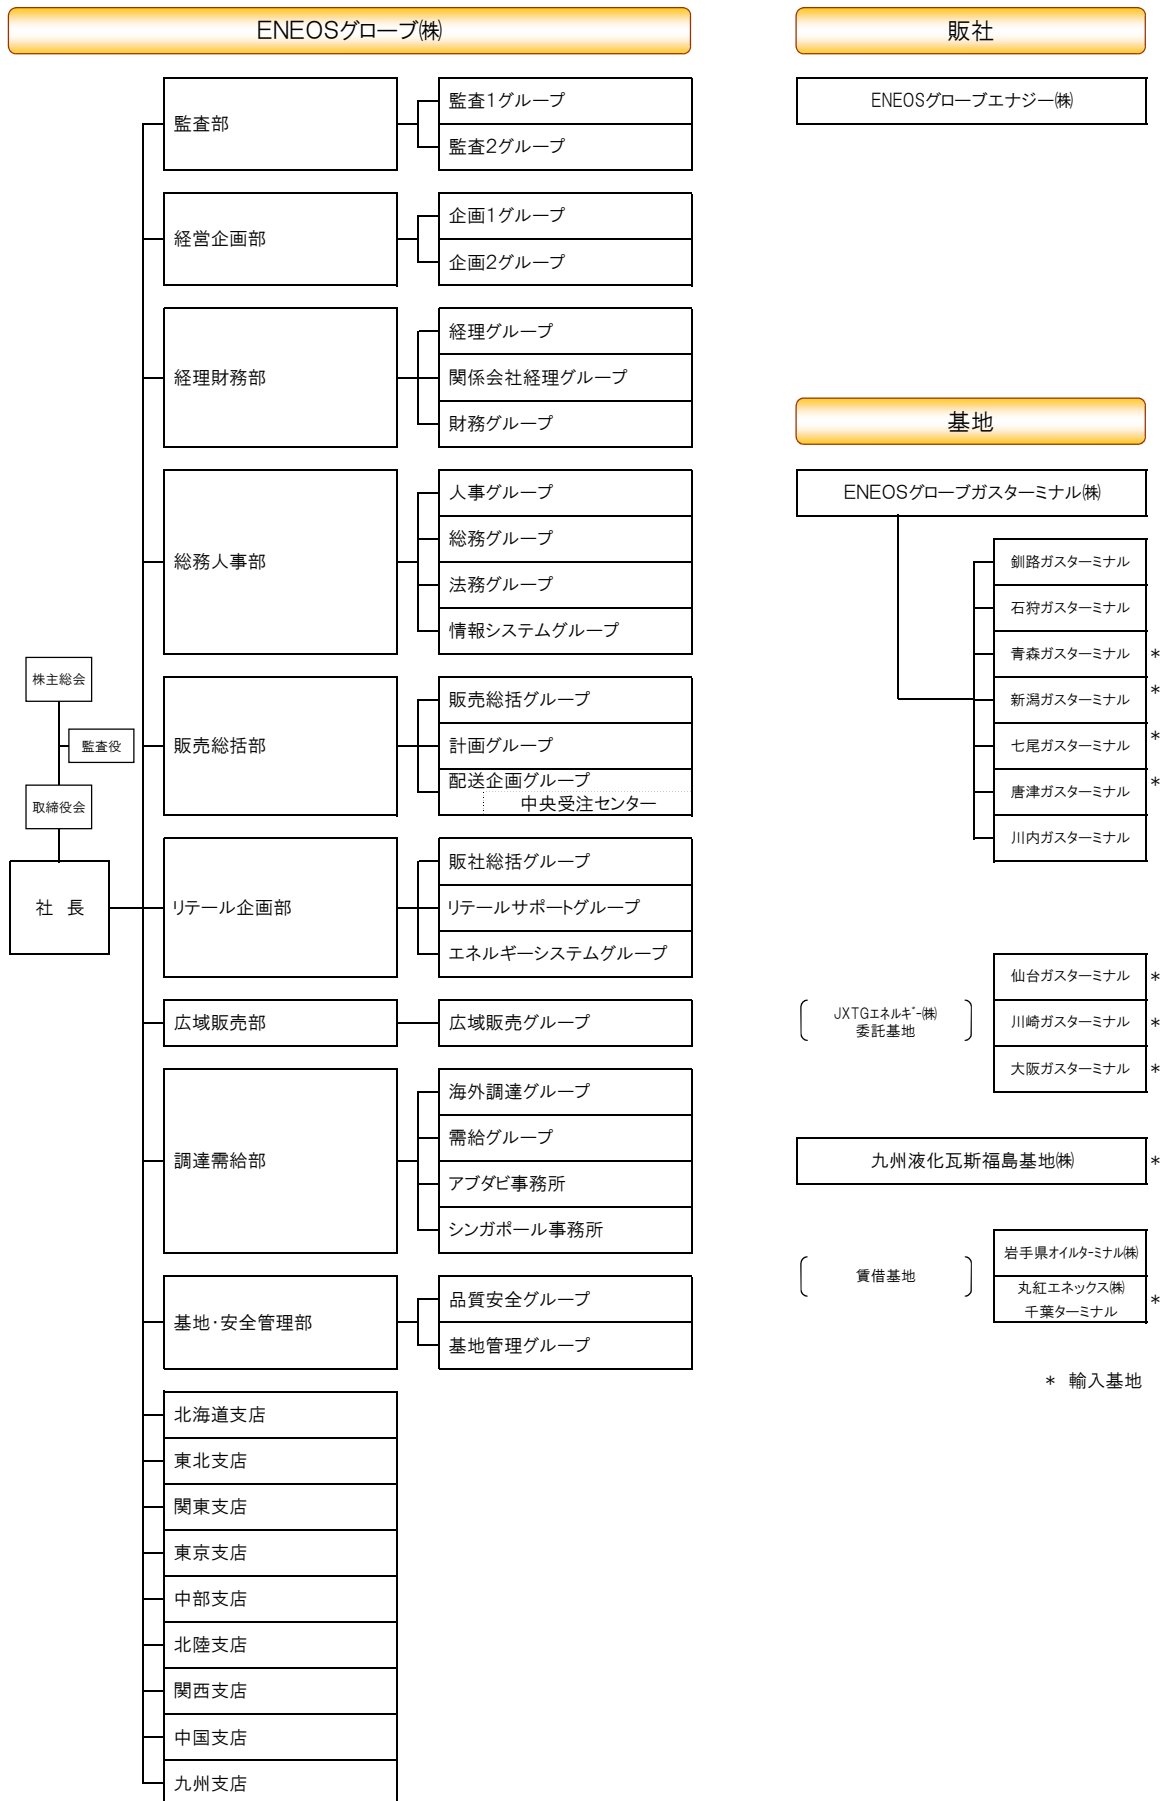 ENEOSグローブ㈱
監査部
監査1グループ
監査2グループ
経営企画部
企画1グループ
企画2グループ
経理財務部
経理グループ
関係会社経理グループ
財務グループ
総務人事部
人事グループ
総務グループ
法務グループ
情報システムグループ
株主総会
監査役
取締役会
社 長
販売総括部
販売総括グループ
計画グループ
配送企画グループ
中央受注センター
リテール企画部
販社総括グループ
リテールサポートグループ
エネルギーシステムグループ
広域販売部
広域販売グループ
調達需給部
海外調達グループ
需給グループ
アブダビ事務所
シンガポール事務所
基地・安全管理部
品質安全グループ
基地管理グループ
北海道支店
東北支店
関東支店
東京支店
中部支店
北陸支店
関西支店
中国支店
九州支店
販社
ENEOSグローブエナジー㈱
基地
ENEOSグローブガスターミナル㈱
釧路ガスターミナル
石狩ガスターミナル
青森ガスターミナル *
新潟ガスターミナル *
七尾ガスターミナル *
唐津ガスターミナル *
川内ガスターミナル
JXTGエネルギｰ㈱
委託基地
仙台ガスターミナル *
川崎ガスターミナル *
大阪ガスターミナル *
九州液化瓦斯福島基地㈱ *
賃借基地
岩手県オイルターミナル㈱
丸紅エネックス㈱
千葉ターミナル *
* 輸入基地